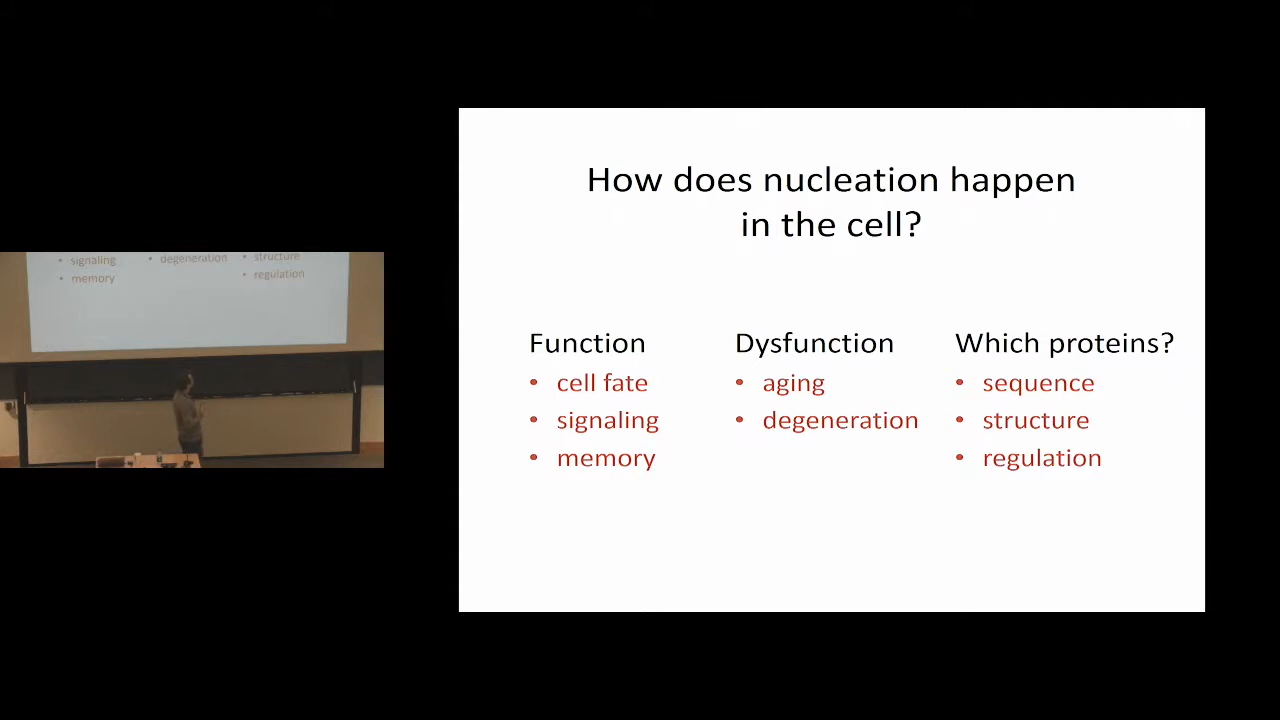 How does nucleation happen
in the cell?
Function
• cell fate
• signaling
• memory
Dysfunction
• aging
• degeneration
Which proteins?
• sequence
• structure
• regulation
• signaling
• memory
• degeneration
• structure
• regulation